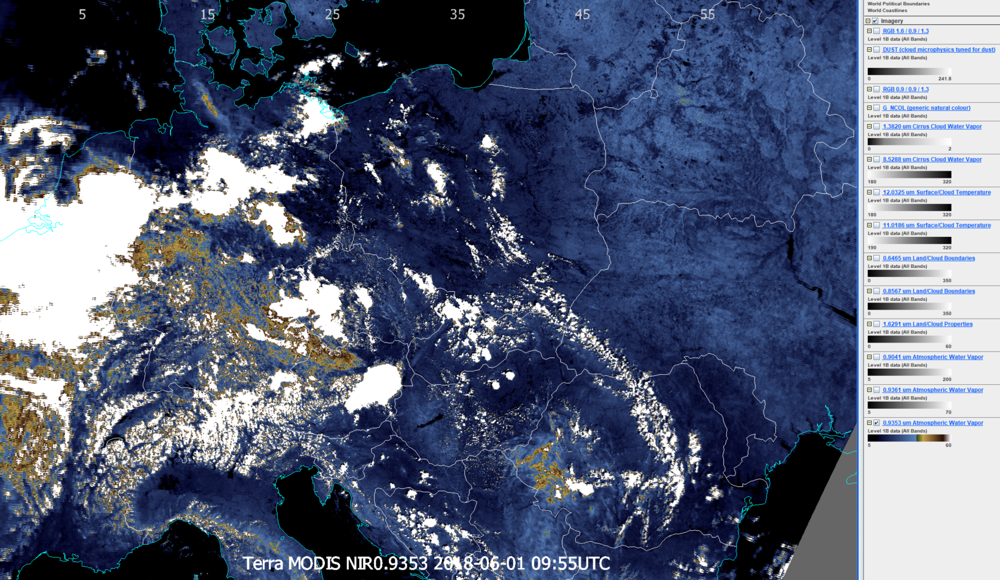 5 15 25 35 45 55
Terra MODIS NIR0.9353 2018-06-01 09:55UTC
World Political Boundaries
World Coastlines
Imagery
RGB 1.6 / 0.9 / 1.3
Level 1B data (All Bands)
DUST (cloud microphysics tuned for dust)
Level 1B data (All Bands)
0 241.8
RGB 0.9 / 0.9 / 1.3
Level 1B data (All Bands)
G_NCOL (generic natural colour)
Level 1B data (All Bands)
1.3820 um Cirrus Cloud Water Vapor
Level 1B data (All Bands)
0 2
8.5288 um Cirrus Cloud Water Vapor
Level 1B data (All Bands)
180 320
12.0325 um Surface/Cloud Temperature
Level 1B data (All Bands)
180 320
11.0186 um Surface/Cloud Temperature
Level 1B data (All Bands)
190 320
0.6465 um Land/Cloud Boundaries
Level 1B data (All Bands)
0 350
0.8567 um Land/Cloud Boundaries
Level 1B data (All Bands)
0 350
1.6291 um Land/Cloud Properties
Level 1B data (All Bands)
0 60
0.9041 um Atmospheric Water Vapor
Level 1B data (All Bands)
5 200
0.9361 um Atmospheric Water Vapor
Level 1B data (All Bands)
5 70
0.9353 um Atmospheric Water Vapor
Level 1B data (All Bands)
5 60